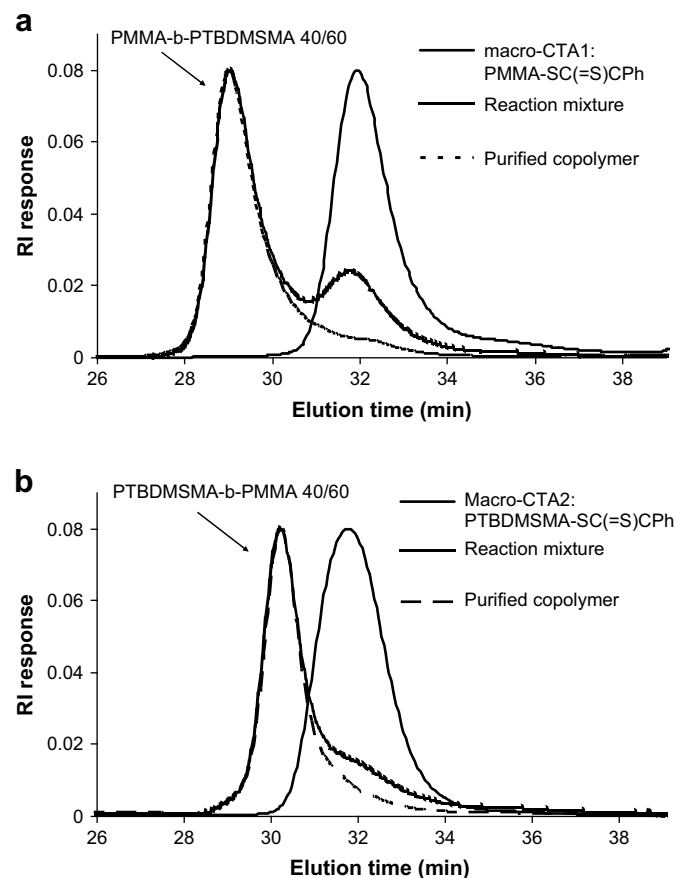 a
PMMA-b-PTBDMSMA 40/60
macro-CTA1:
PMMA-SC(=S)CPh
Reaction mixture
Purified copolymer
RI response
0.08
0.06
0.04
0.02
0
26 28 30 32 34 36 38
Elution time (min)
b
PTBDMSMA-b-PMMA 40/60
Macro-CTA2:
PTBDMSMA-SC(=S)CPh
Reaction mixture
Purified copolymer
RI response
0.08
0.06
0.04
0.02
0
26 28 30 32 34 36 38
Elution time (min)